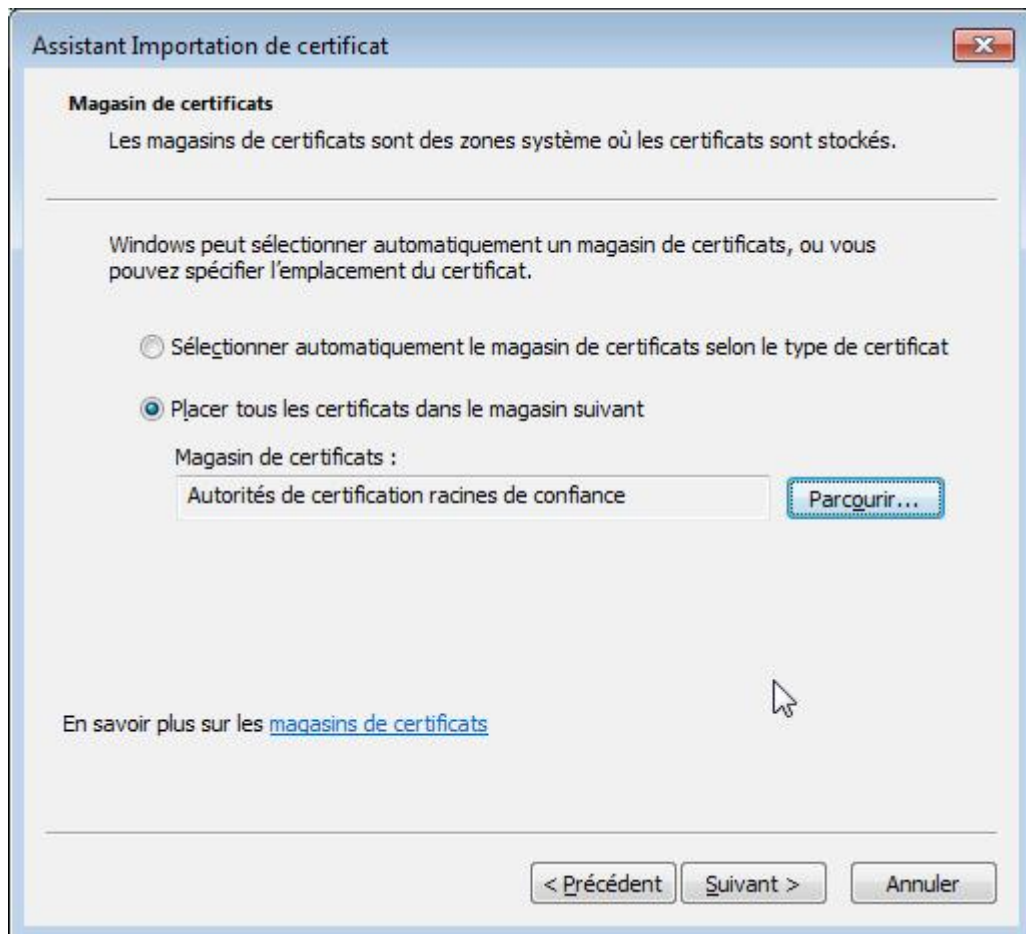 Assistant Importation de certificat
Magasin de certificats
Les magasins de certificats sont des zones système où les certificats sont stockés.
Windows peut sélectionner automatiquement un magasin de certificats, ou vous
pouvez spécifier l'emplacement du certificat.
Sélectionner automatiquement le magasin de certificats selon le type de certificat
Placer tous les certificats dans le magasin suivant
Magasin de certificats :
Autorités de certification racines de confiance
Parcourir...
En savoir plus sur les magasins de certificats
< Précédent
Suivant >
Annuler